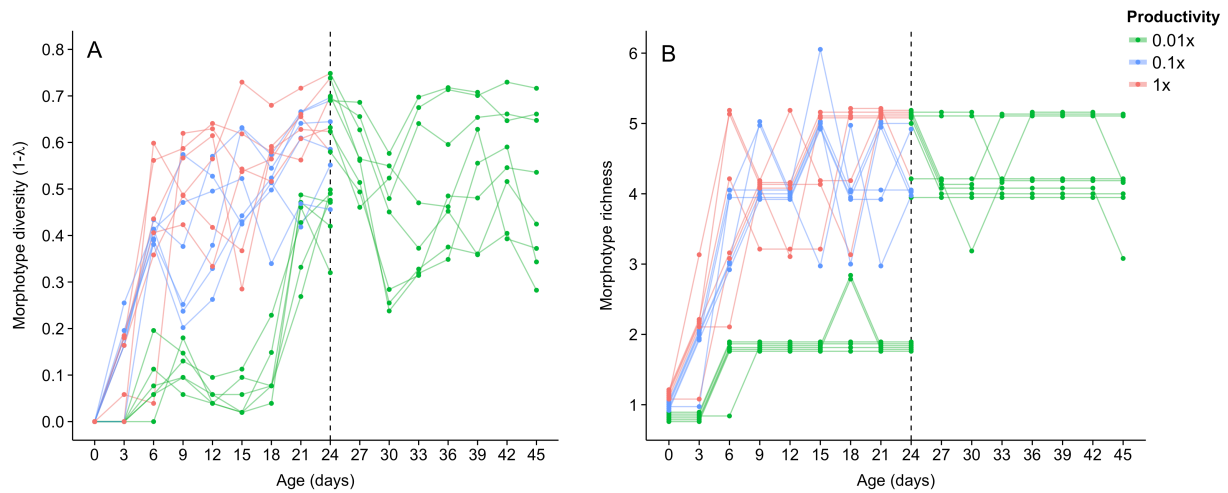 A
Morphotype diversity (1-λ)
0.8
0.7
0.6
0.5
0.4
0.3
0.2
0.1
0.0
0 3 6 9 12 15 18 21 24 27 30 33 36 39 42 45
Age (days)
B
Morphotype richness
6
5
4
3
2
1
0 3 6 9 12 15 18 21 24 27 30 33 36 39 42 45
Age (days)
Productivity
0.01x
0.1x
1x